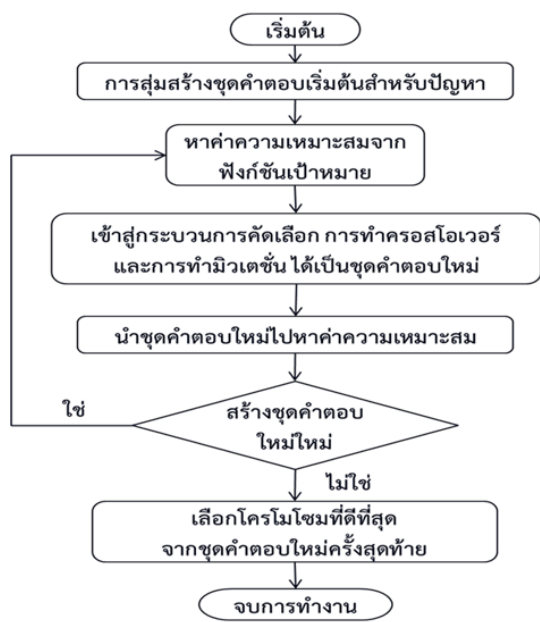 เริ่มต้น
การสุ่มสร้างชุดคำตอบเริ่มต้นสำหรับปัญหา
หาค่าความเหมาะสมจาก
ฟังก์ชันเป้าหมาย
เข้าสู่กระบวนการคัดเลือก การทำครอสโอเวอร์
และการทำมิวเตชั่น ได้เป็นชุดคำตอบใหม่
นำชุดคำตอบใหม่ไปหาค่าความเหมาะสม
ใช่
สร้างชุดคำตอบ
ใหม่ใหม่
ไม่ใช่
เลือกโครโมโซมที่ดีที่สุด
จากชุดคำตอบใหม่ครั้งสุดท้าย
จบการทำงาน